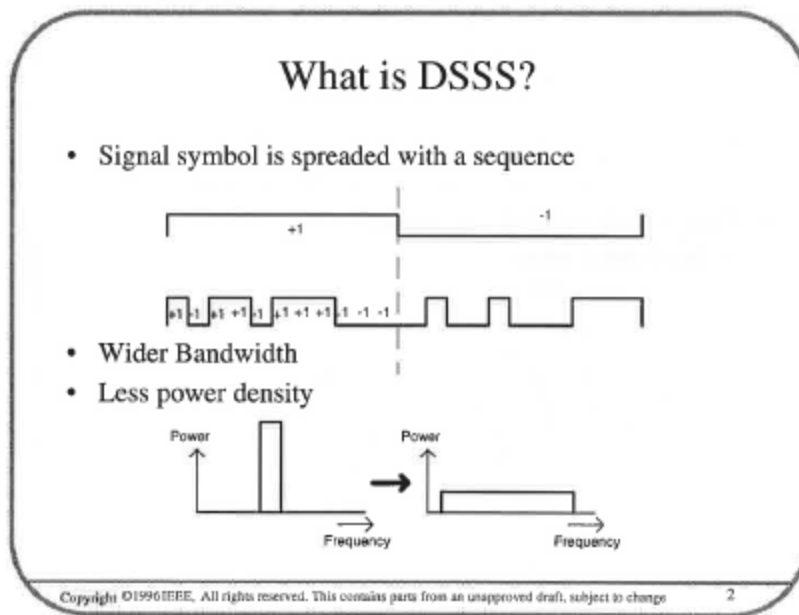 What is DSSS?
• Signal symbol is spreaded with a sequence
+1 -1
+1 -1 +1 +1 -1 +1 +1 +1 -1 -1 -1
• Wider Bandwidth
• Less power density
Power Power
Frequency Frequency
Copyright ©1996 IEEE, All rights reserved. This contains parts from an unapproved draft, subject to change 2